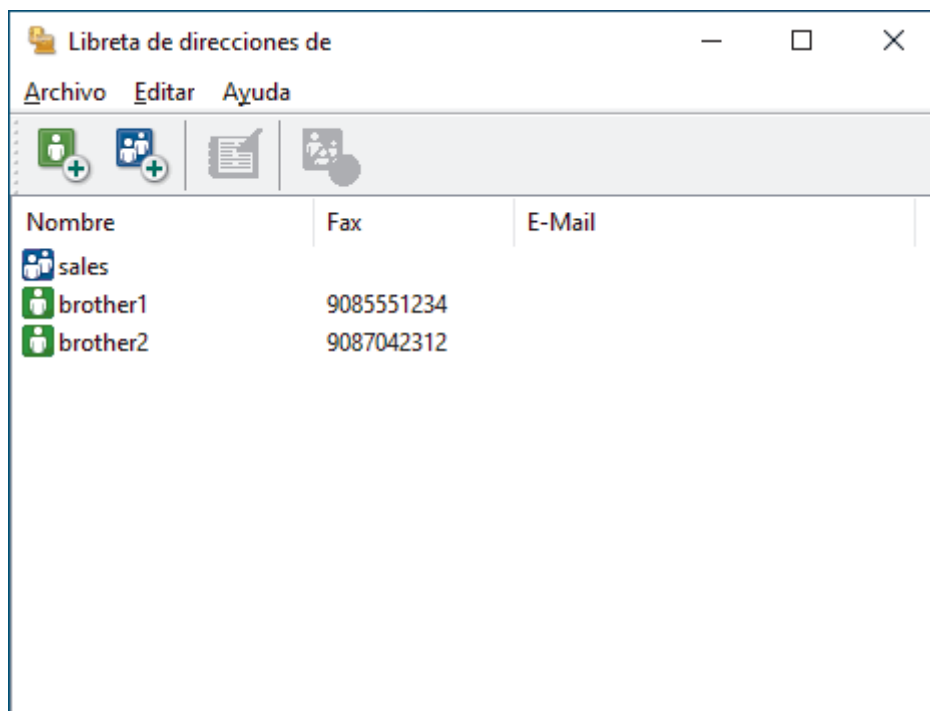 Libreta de direcciones de
Archivo Editar Ayuda
Nombre Fax E-Mail
sales
brother1 9085551234
brother2 9087042312